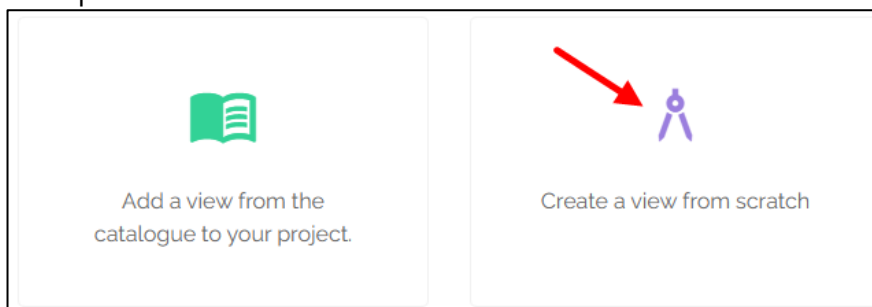 Add a view from the
catalogue to your project.
Create a view from scratch